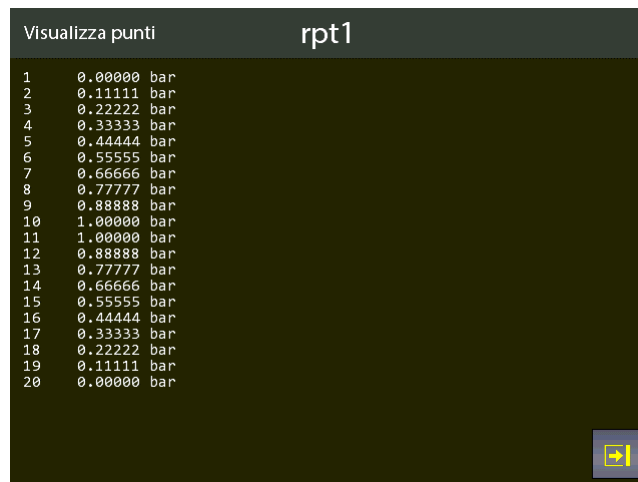 Visualizza punti rpt1
1 0.00000 bar
2 0.11111 bar
3 0.22222 bar
4 0.33333 bar
5 0.44444 bar
6 0.55555 bar
7 0.66666 bar
8 0.77777 bar
9 0.88888 bar
10 1.00000 bar
11 1.00000 bar
12 0.88888 bar
13 0.77777 bar
14 0.66666 bar
15 0.55555 bar
16 0.44444 bar
17 0.33333 bar
18 0.22222 bar
19 0.11111 bar
20 0.00000 bar